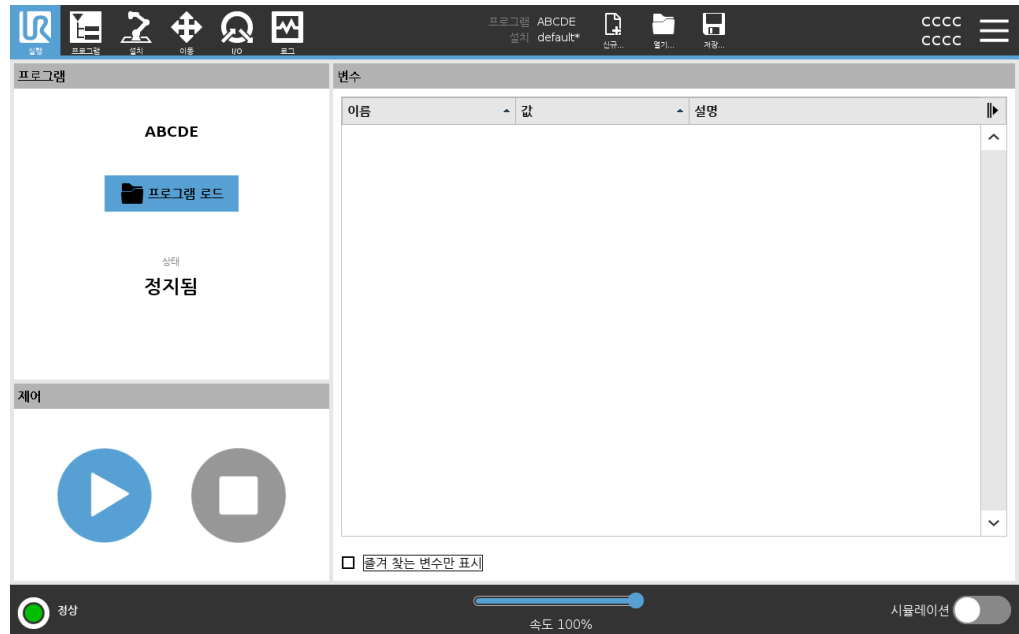 실행 프로그램 설치 이동 I/O 로그
프로그램 ABCDE
설치 default*
신규... 열기... 저장...
CCCC
CCCC
프로그램
ABCDE
프로그램 로드
상태
정지됨
제어
변수
이름 값 설명
즐겨 찾는 변수만 표시
정상
속도 100%
시뮬레이션